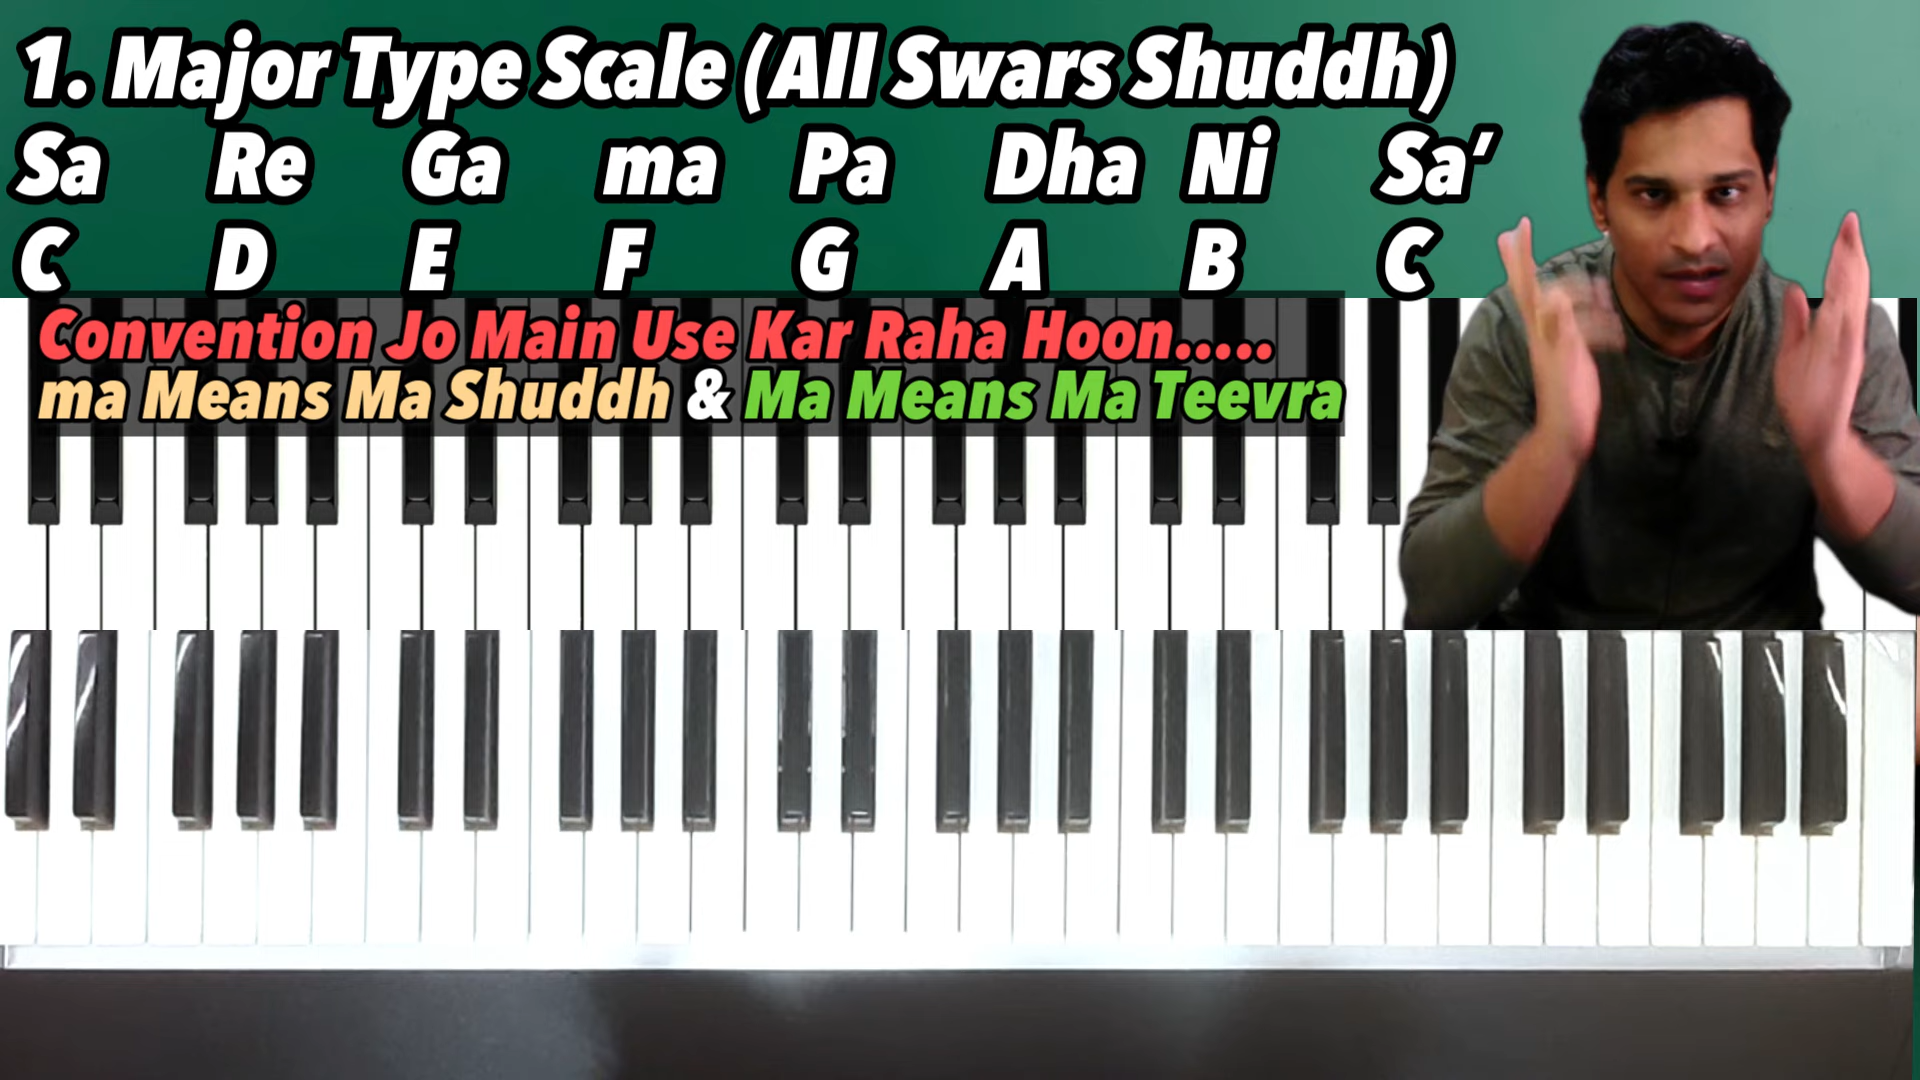 1. Major Type Scale (All Swars Shuddh)
Sa Re Ga ma Pa Dha Ni Sa’
C D E F G A B C
Convention Jo Main Use Kar Raha Hoon.....
ma Means Ma Shuddh & Ma Means Ma Teevra